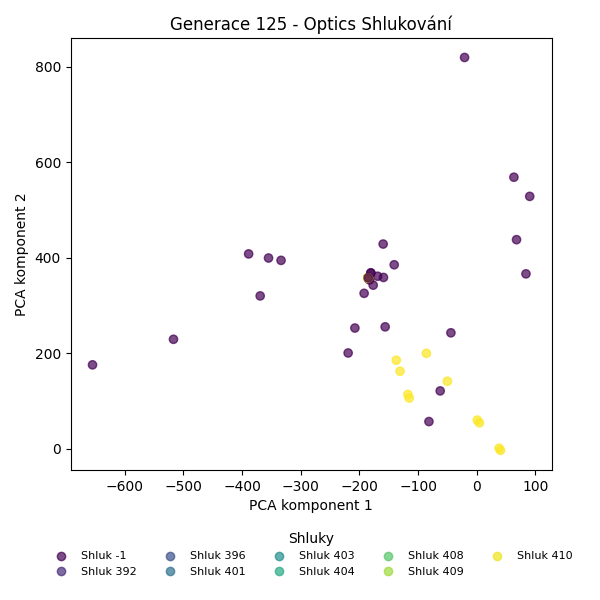 Generace 125 - Optics Shlukování
800
600
400
200
0
PCA komponent 2
−600 −500 −400 −300 −200 −100 0 100
PCA komponent 1
Shluky
Shluk -1 Shluk 396 Shluk 403 Shluk 408 Shluk 410
Shluk 392 Shluk 401 Shluk 404 Shluk 409